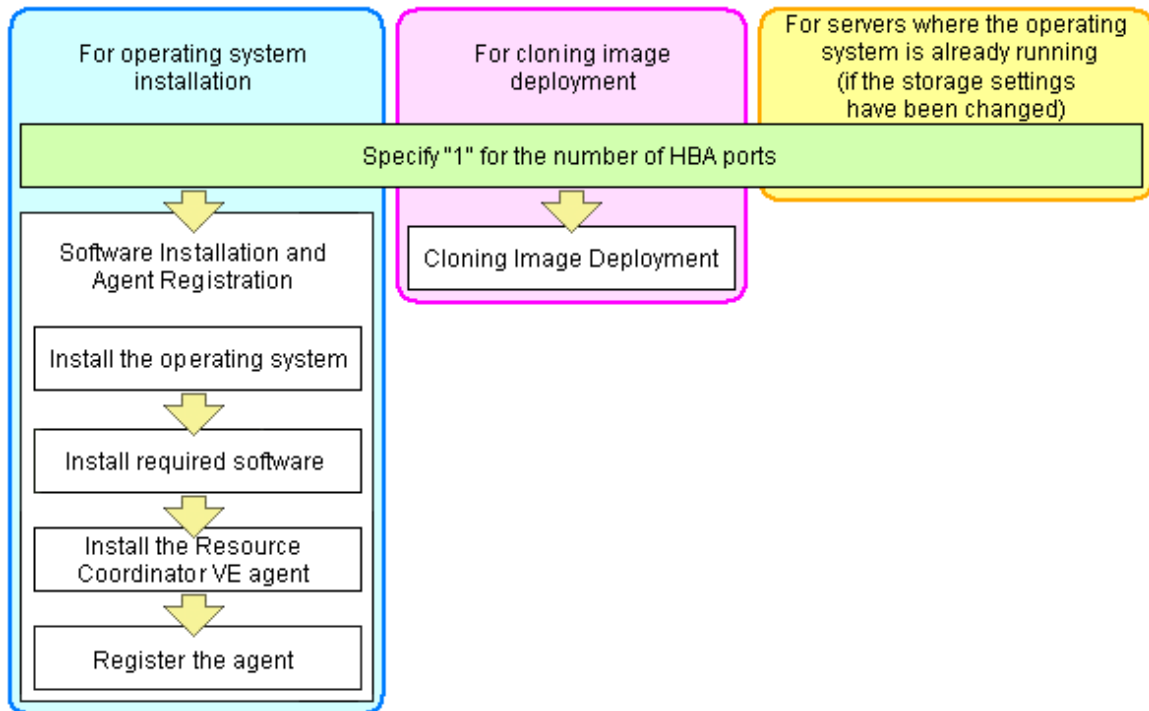 For operating system
installation
For cloning image
deployment
For servers where the operating
system is already running
(if the storage settings
have been changed)
Specify "1" for the number of HBA ports
Software Installation and
Agent Registration
Cloning Image Deployment
Install the operating system
Install required software
Install the Resource
Coordinator VE agent
Register the agent